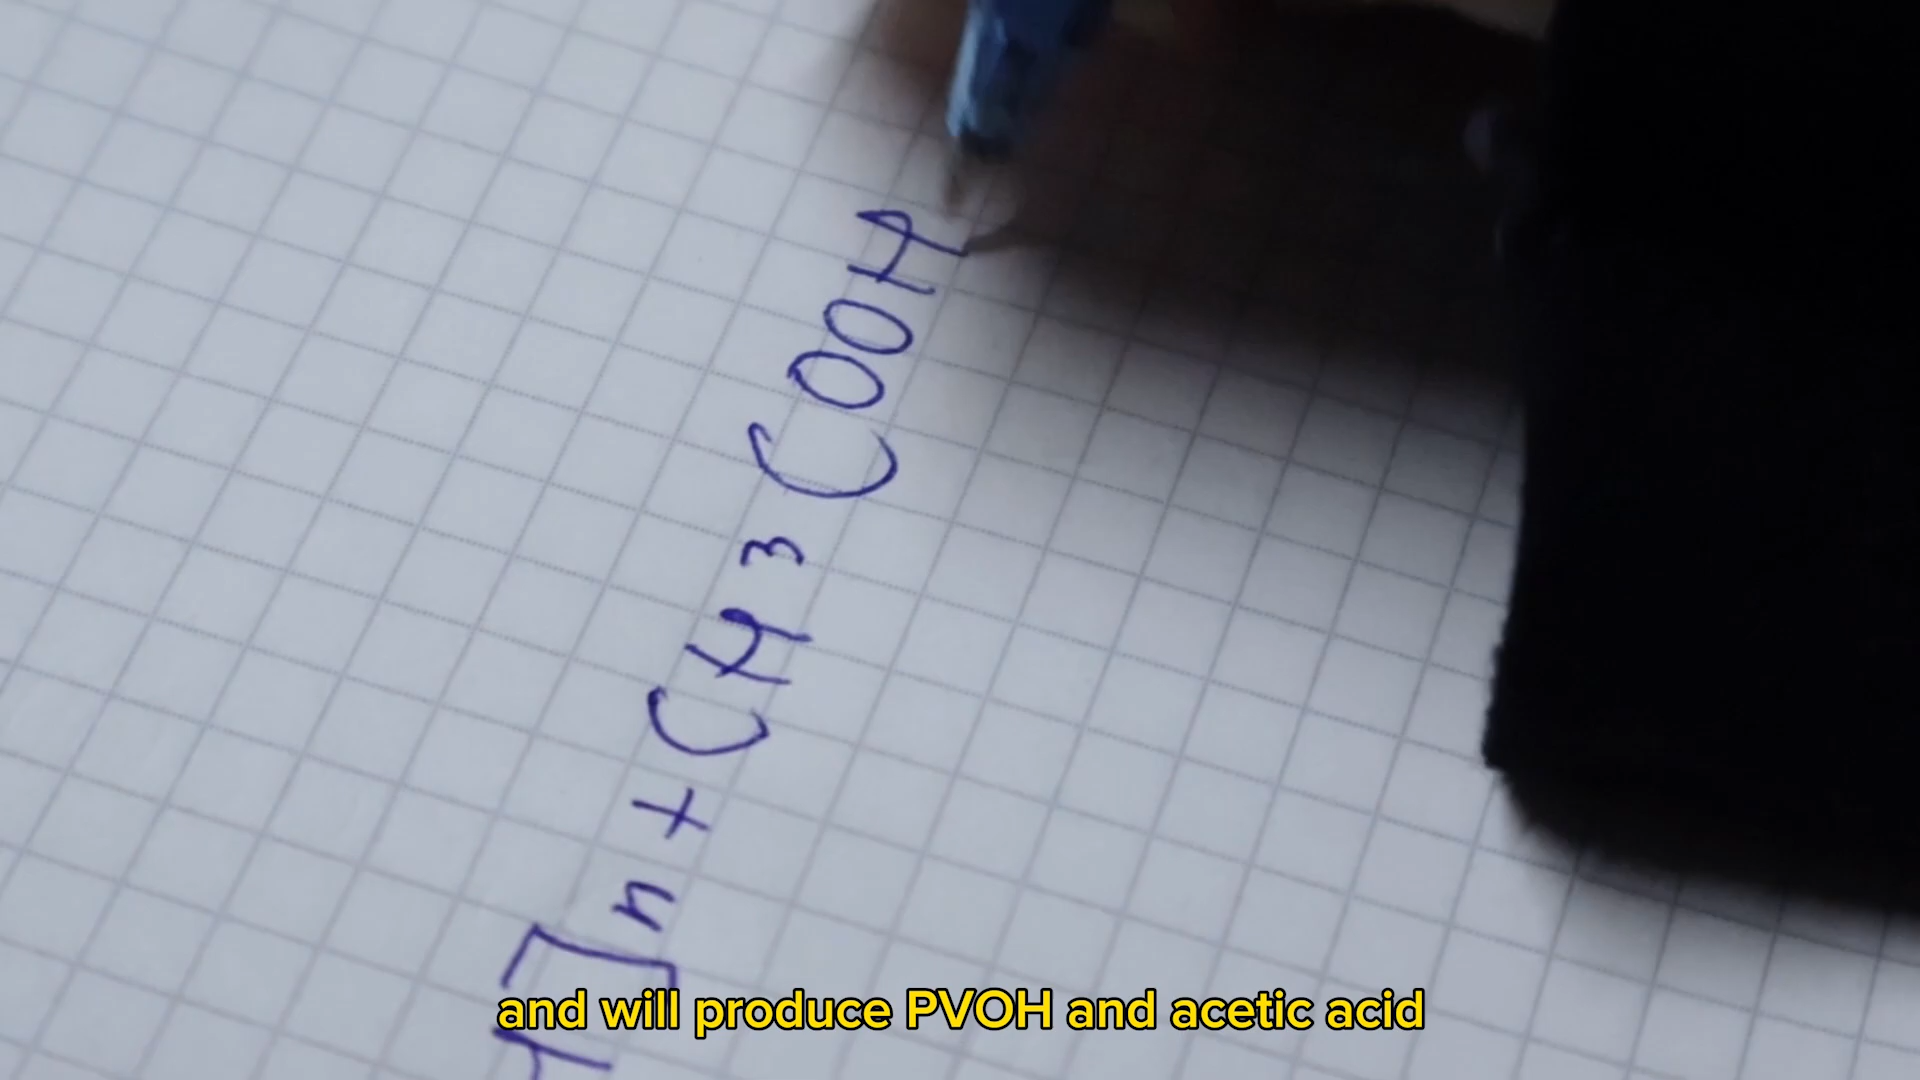 ]n + CH3COOH
and will produce PVOH and acetic acid